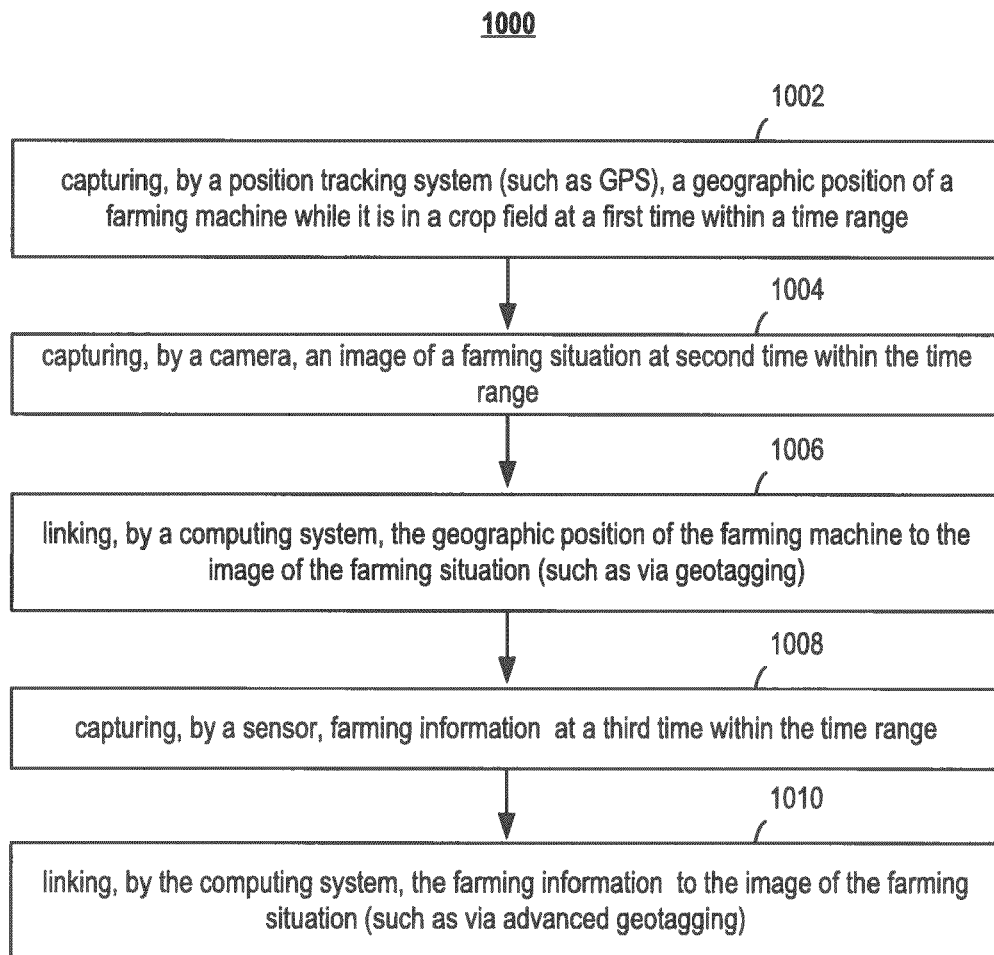 1000
1002
capturing, by a position tracking system (such as GPS), a geographic position of a
farming machine while it is in a crop field at a first time within a time range
1004
capturing, by a camera, an image of a farming situation at second time within the time
range
1006
linking, by a computing system, the geographic position of the farming machine to the
image of the farming situation (such as via geotagging)
1008
capturing, by a sensor, farming information at a third time within the time range
1010
linking, by the computing system, the farming information to the image of the farming
situation (such as via advanced geotagging)